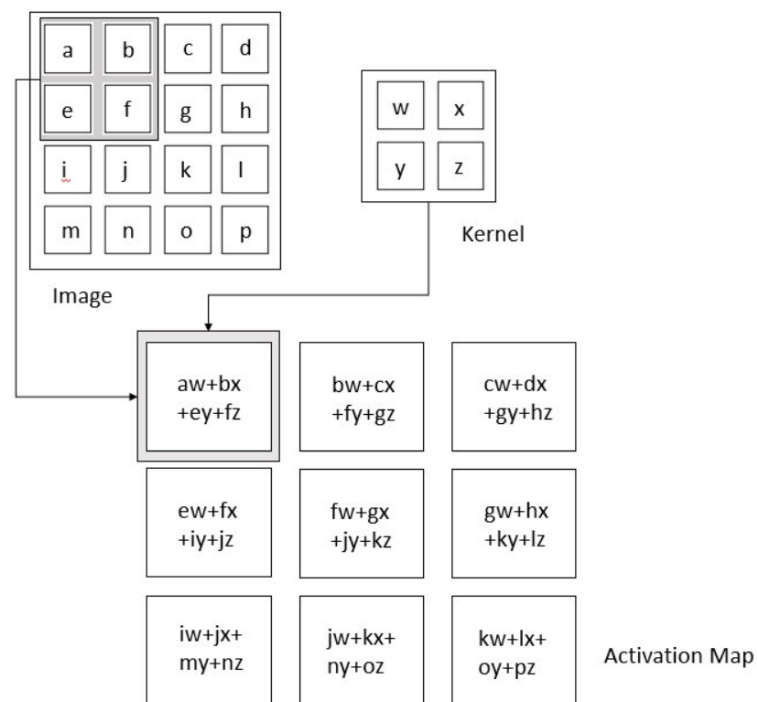 a b c d
e f g h
i j k l
m n o p
Image
w x
y z
Kernel
aw+bx
+ey+fz
bw+cx
+fy+gz
cw+dx
+gy+hz
ew+fx
+iy+jz
fw+gx
+jy+kz
gw+hx
+ky+lz
iw+jx+
my+nz
jw+kx+
ny+oz
kw+lx+
oy+pz
Activation Map